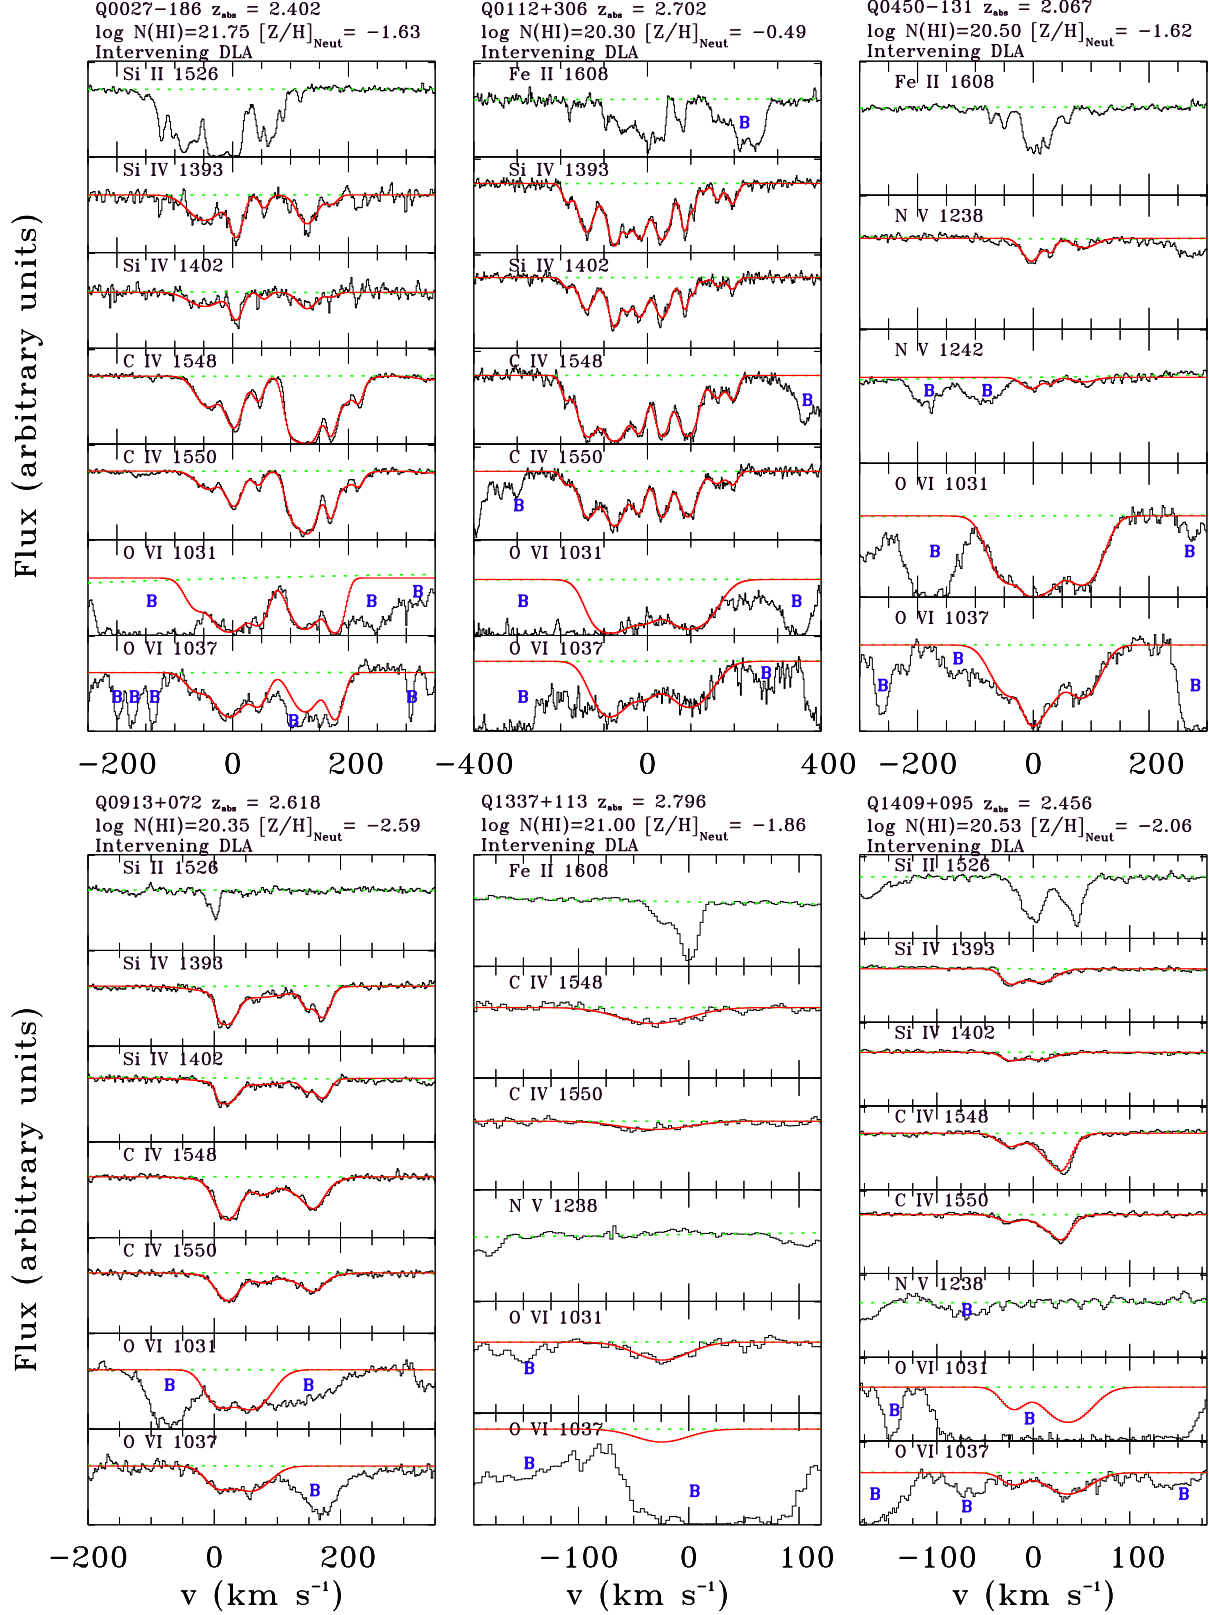 Q0027-186 z_abs = 2.402
log N(HI)=21.75 [Z/H]_Neut= -1.63
Intervening DLA
Si II 1526
Si IV 1393
Si IV 1402
C IV 1548
C IV 1550
O VI 1031
B B B
O VI 1037
B B B B B
-200 0 200
Q0112+306 z_abs = 2.702
log N(HI)=20.30 [Z/H]_Neut= -0.49
Intervening DLA
Fe II 1608
B
Si IV 1393
Si IV 1402
C IV 1548
B
C IV 1550
B
O VI 1031
B B
O VI 1037
B B
-400 0 400
Q0450-131 z_abs = 2.067
log N(HI)=20.50 [Z/H]_Neut= -1.62
Intervening DLA
Fe II 1608
N V 1238
N V 1242
B B
O VI 1031
B B
O VI 1037
B B B
-200 0 200
Flux (arbitrary units)
Q0913+072 z_abs = 2.618
log N(HI)=20.35 [Z/H]_Neut= -2.59
Intervening DLA
Si II 1526
Si IV 1393
Si IV 1402
C IV 1548
C IV 1550
O VI 1031
B B
O VI 1037
B
-200 0 200
v (km s⁻¹)
Q1337+113 z_abs = 2.796
log N(HI)=21.00 [Z/H]_Neut= -1.86
Intervening DLA
Fe II 1608
C IV 1548
C IV 1550
N V 1238
O VI 1031
B
O VI 1037
B B
-100 0 100
v (km s⁻¹)
Q1409+095 z_abs = 2.456
log N(HI)=20.53 [Z/H]_Neut= -2.06
Intervening DLA
Si II 1526
Si IV 1393
Si IV 1402
C IV 1548
C IV 1550
N V 1238
B
O VI 1031
B B
O VI 1037
B B B
-100 0 100
v (km s⁻¹)
Flux (arbitrary units)